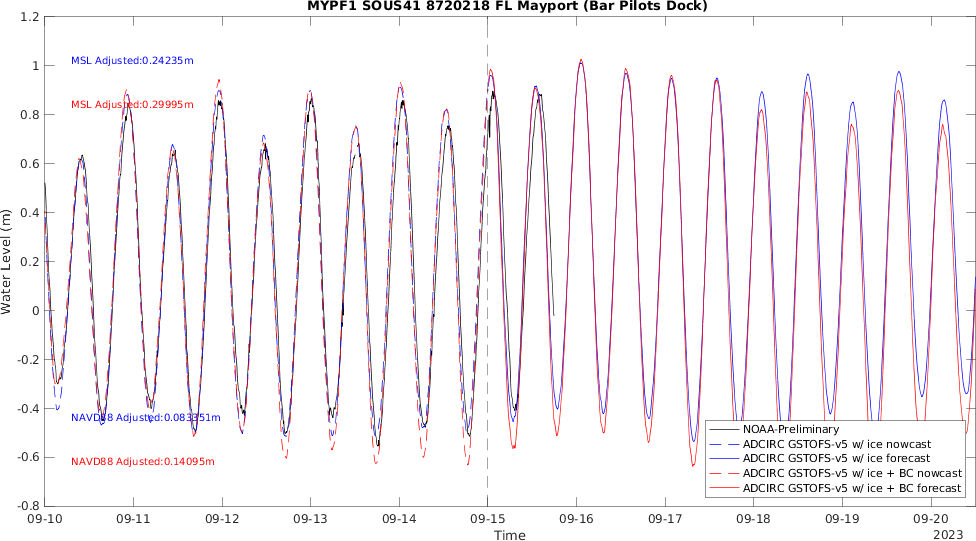 MYPF1 SOUS41 8720218 FL Mayport (Bar Pilots Dock)
1.2
1
0.8
0.6
0.4
0.2
0
-0.2
-0.4
-0.6
-0.8
Water Level (m)
MSL Adjusted:0.24235m
MSL Adjusted:0.29995m
NAVD88 Adjusted:0.083351m
NAVD88 Adjusted:0.14095m
NOAA-Preliminary
ADCIRC GSTOFS-v5 w/ ice nowcast
ADCIRC GSTOFS-v5 w/ ice forecast
ADCIRC GSTOFS-v5 w/ ice + BC nowcast
ADCIRC GSTOFS-v5 w/ ice + BC forecast
09-10 09-11 09-12 09-13 09-14 09-15 09-16 09-17 09-18 09-19 09-20
Time
2023